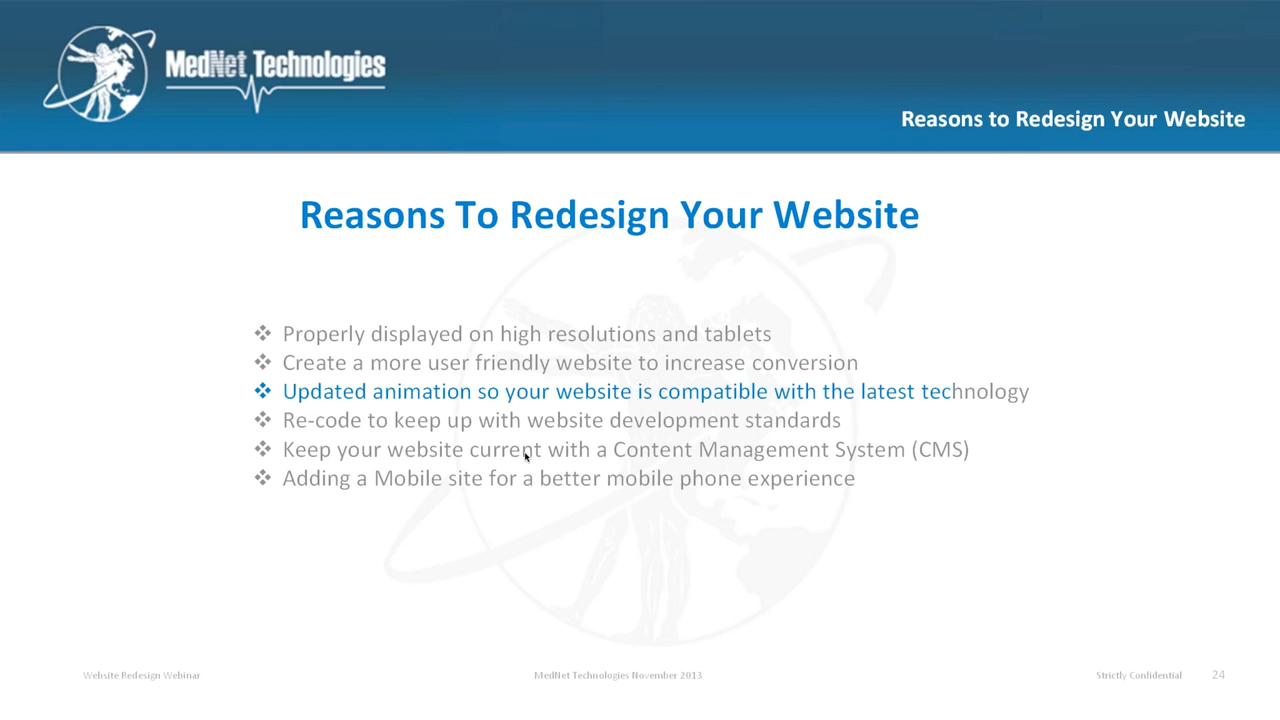 MedNet Technologies
Reasons to Redesign Your Website
Reasons To Redesign Your Website
❖ Properly displayed on high resolutions and tablets
❖ Create a more user friendly website to increase conversion
❖ Updated animation so your website is compatible with the latest technology
❖ Re-code to keep up with website development standards
❖ Keep your website current with a Content Management System (CMS)
❖ Adding a Mobile site for a better mobile phone experience
Website Redesign Webinar MedNet Technologies November 2013 Strictly Confidential 24